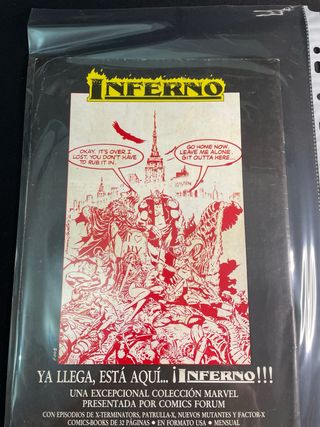 INFERNO
OKAY. IT'S OVER. I
LOST. YOU DON'T HAVE
TO RUB IT IN.
GO HOME NOW.
LEAVE ME ALONE.
GIT OUTTA HERE...
YA LLEGA, ESTÁ AQUÍ... ¡INFERNO!!!
UNA EXCEPCIONAL COLECCIÓN MARVEL
PRESENTADA POR COMICS FORUM
CON EPISODIOS DE X-TERMINATORS, PATRULLA-X, NUEVOS MUTANTES Y FACTOR-X
COMICS-BOOKS DE 32 PÁGINAS • EN FORMATO USA • MENSUAL